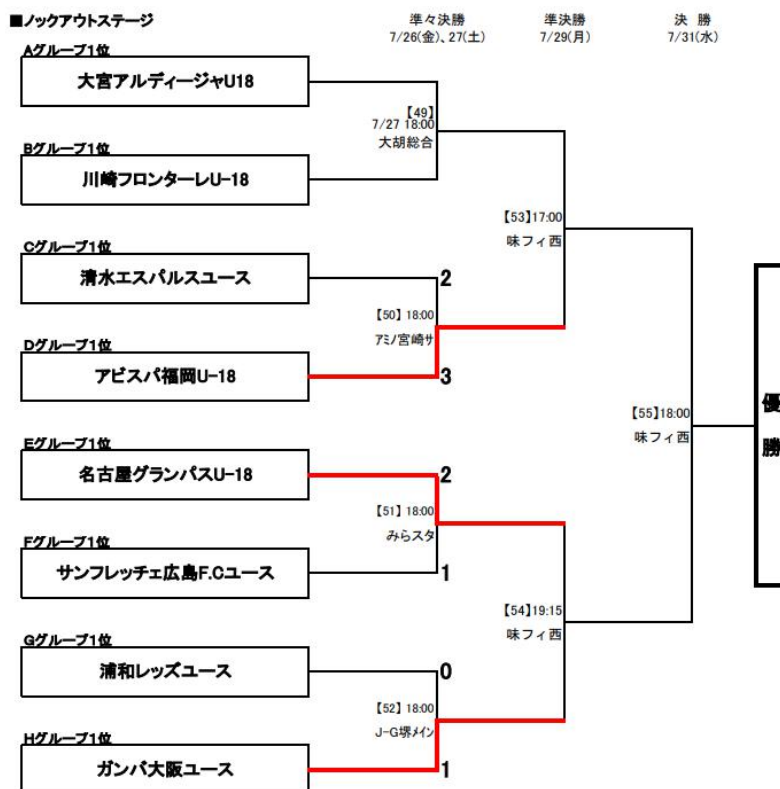 ■ノックアウトステージ
準々決勝
7/26(金)、27(土)
準決勝
7/29(月)
決 勝
7/31(水)
Aグループ1位
大宮アルディージャU18
【49】
7/27 18:00
大胡総合
Bグループ1位
川崎フロンターレU-18
【53】17:00
味フィ西
Cグループ1位
清水エスパルスユース
2
【50】 18:00
アミノ宮崎サ
Dグループ1位
アビスパ福岡U-18
3
【55】18:00
味フィ西
優
勝
Eグループ1位
名古屋グランパスU-18
2
【51】 18:00
みらスタ
Fグループ1位
サンフレッチェ広島F.Cユース
1
【54】19:15
味フィ西
Gグループ1位
浦和レッズユース
0
【52】 18:00
J-G堺メイン
Hグループ1位
ガンバ大阪ユース
1